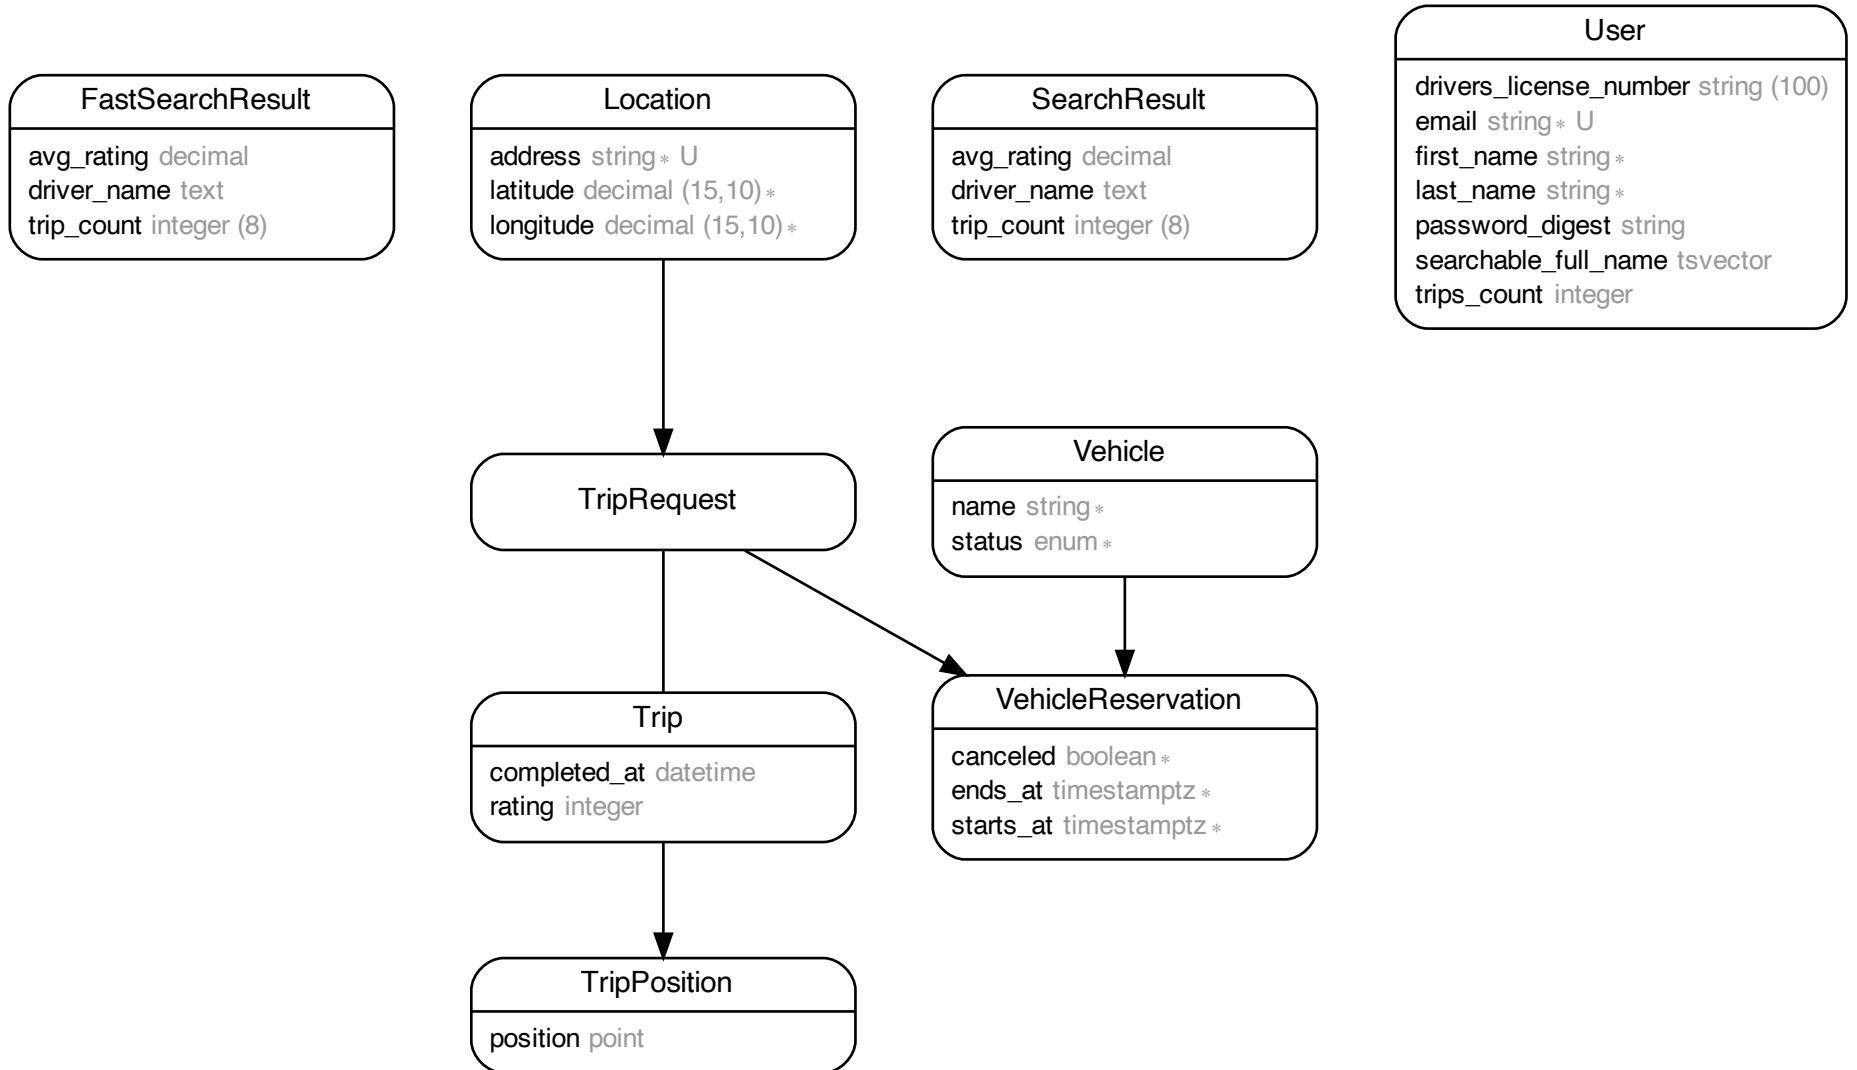 FastSearchResult
avg_rating decimal
driver_name text
trip_count integer (8)
Location
address string* U
latitude decimal (15,10)*
longitude decimal (15,10)*
SearchResult
avg_rating decimal
driver_name text
trip_count integer (8)
User
drivers_license_number string (100)
email string* U
first_name string*
last_name string*
password_digest string
searchable_full_name tsvector
trips_count integer
TripRequest
Vehicle
name string*
status enum*
Trip
completed_at datetime
rating integer
VehicleReservation
canceled boolean*
ends_at timestamptz*
starts_at timestamptz*
TripPosition
position point